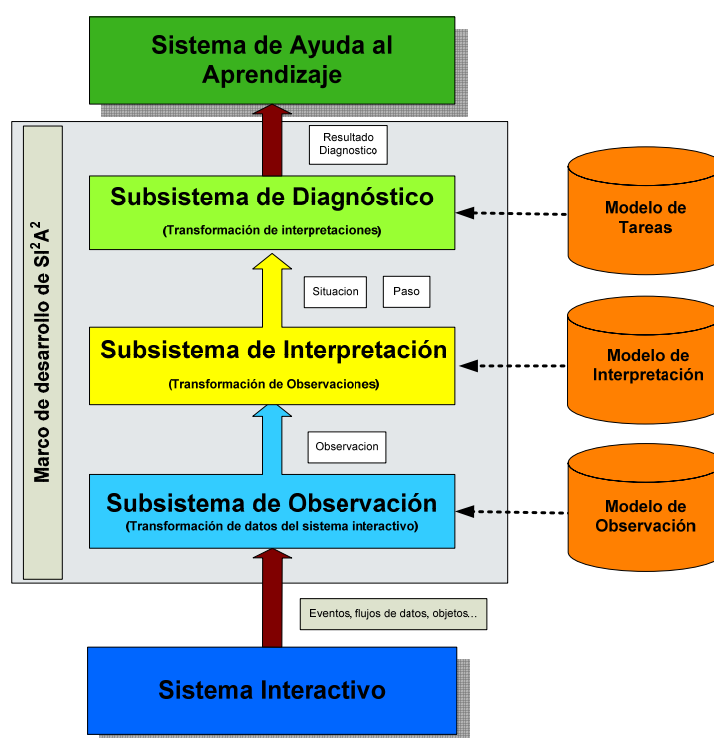 Sistema de Ayuda al
Aprendizaje
Resultado
Diagnostico
Marco de desarrollo de SI²A²
Subsistema de Diagnóstico
(Transformación de interpretaciones)
Modelo de
Tareas
Situacion
Paso
Subsistema de Interpretación
(Transformación de Observaciones)
Modelo de
Interpretación
Observacion
Subsistema de Observación
(Transformación de datos del sistema interactivo)
Modelo de
Observación
Eventos, flujos de datos, objetos...
Sistema Interactivo